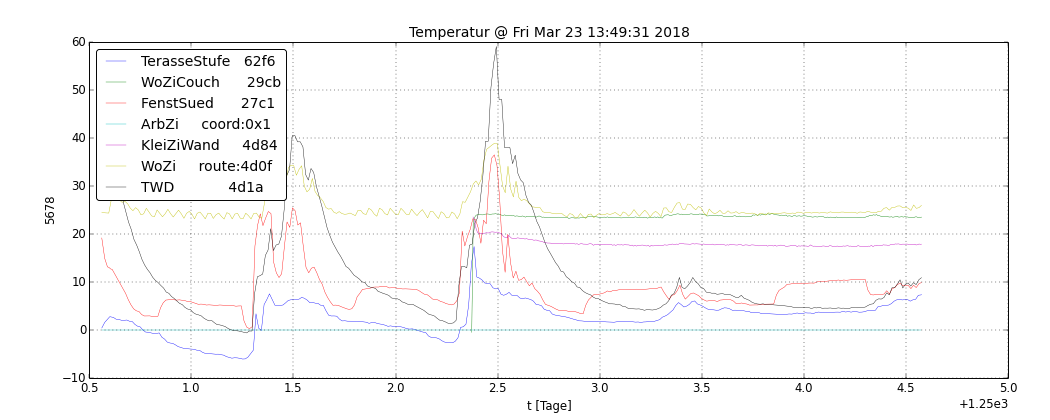 Temperatur @ Fri Mar 23 13:49:31 2018
60
50
40
30
20
10
0
−10
5678
TerasseStufe 62f6
WoZiCouch 29cb
FenstSued 27c1
ArbZi coord:0x1
KleiZiWand 4d84
WoZi route:4d0f
TWD 4d1a
0.5 1.0 1.5 2.0 2.5 3.0 3.5 4.0 4.5 5.0
t [Tage]
+1.25e3